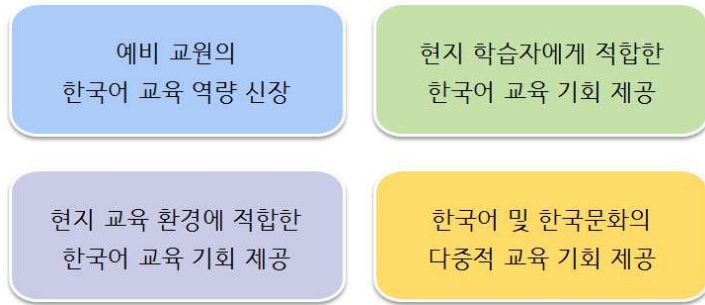 예비 교원의
한국어 교육 역량 신장
현지 학습자에게 적합한
한국어 교육 기회 제공
현지 교육 환경에 적합한
한국어 교육 기회 제공
한국어 및 한국문화의
다중적 교육 기회 제공